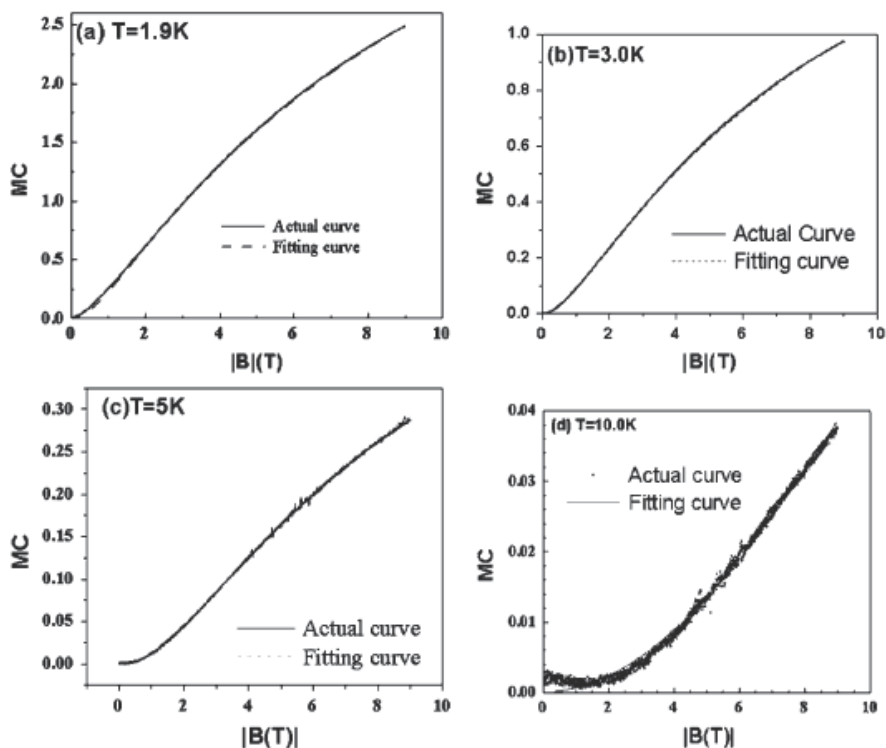 (a) T=1.9K
2.5
2.0
1.5
1.0
0.5
0.0
MC
Actual curve
Fitting curve
0 2 4 6 8 10
|B|(T)
(b)T=3.0K
1.0
0.8
0.6
0.4
0.2
0.0
MC
Actual Curve
Fitting curve
0 2 4 6 8 10
|B|(T)
(c)T=5K
0.30
0.25
0.20
0.15
0.10
0.05
0.00
MC
Actual curve
Fitting curve
0 2 4 6 8 10
|B(T)|
(d) T=10.0K
0.04
0.03
0.02
0.01
0.00
MC
Actual curve
Fitting curve
0 2 4 6 8 10
|B(T)|